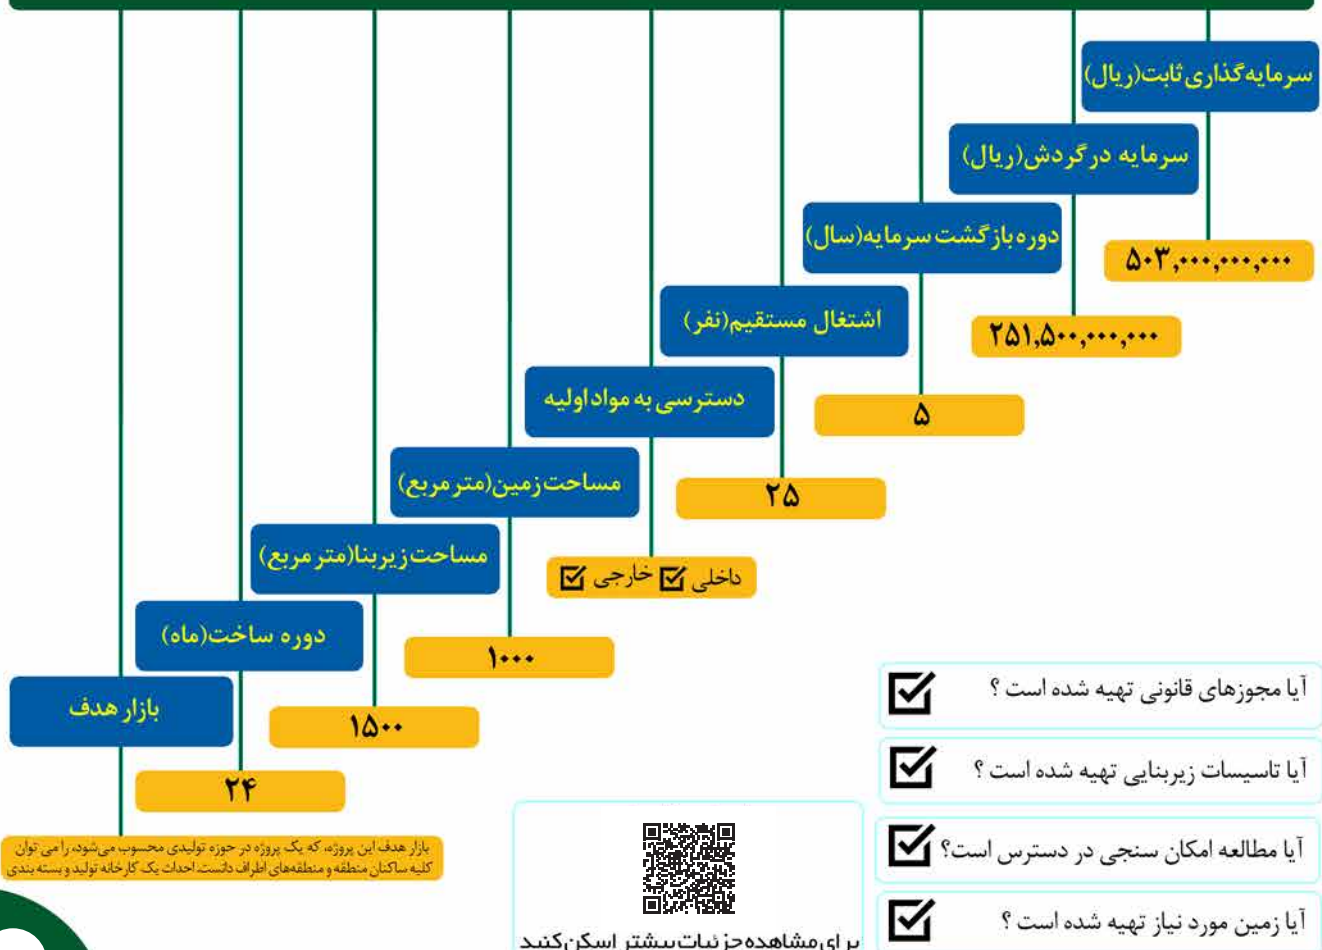 سرمایه‌گذاری ثابت(ریال)
۵۰۳,۰۰۰,۰۰۰,۰۰۰
سرمایه در گردش(ریال)
۲۵۱,۵۰۰,۰۰۰,۰۰۰
دوره بازگشت سرمایه(سال)
۵
اشتغال مستقیم(نفر)
۲۵
دسترسی به مواد اولیه
داخلی ☑ خارجی ☑
مساحت زمین(متر مربع)
۱۰۰۰
مساحت زیربنا(متر مربع)
۱۵۰۰
دوره ساخت(ماه)
۲۴
بازار هدف
بازار هدف این پروژه، که یک پروژه در حوزه تولیدی محسوب می‌شود، را می توان
کلیه ساکنان منطقه و منطقه‌های اطراف دانست. احداث یک کارخانه تولید و بسته بندی
آیا مجوزهای قانونی تهیه شده است ؟ ☑
آیا تاسیسات زیربنایی تهیه شده است ؟ ☑
آیا مطالعه امکان سنجی در دسترس است؟ ☑
آیا زمین مورد نیاز تهیه شده است ؟ ☑
برای مشاهده جزئیات بیشتر اسکن کنید